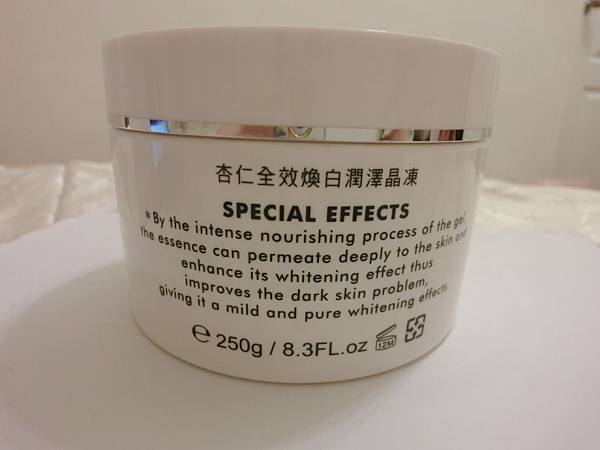 杏仁全效煥白潤澤晶凍
SPECIAL EFFECTS
*By the intense nourishing process of the gel,
the essence can permeate deeply to the skin and
enhance its whitening effect thus
improves the dark skin problem,
giving it a mild and pure whitening effects.
℮ 250g / 8.3FL.oz 12M